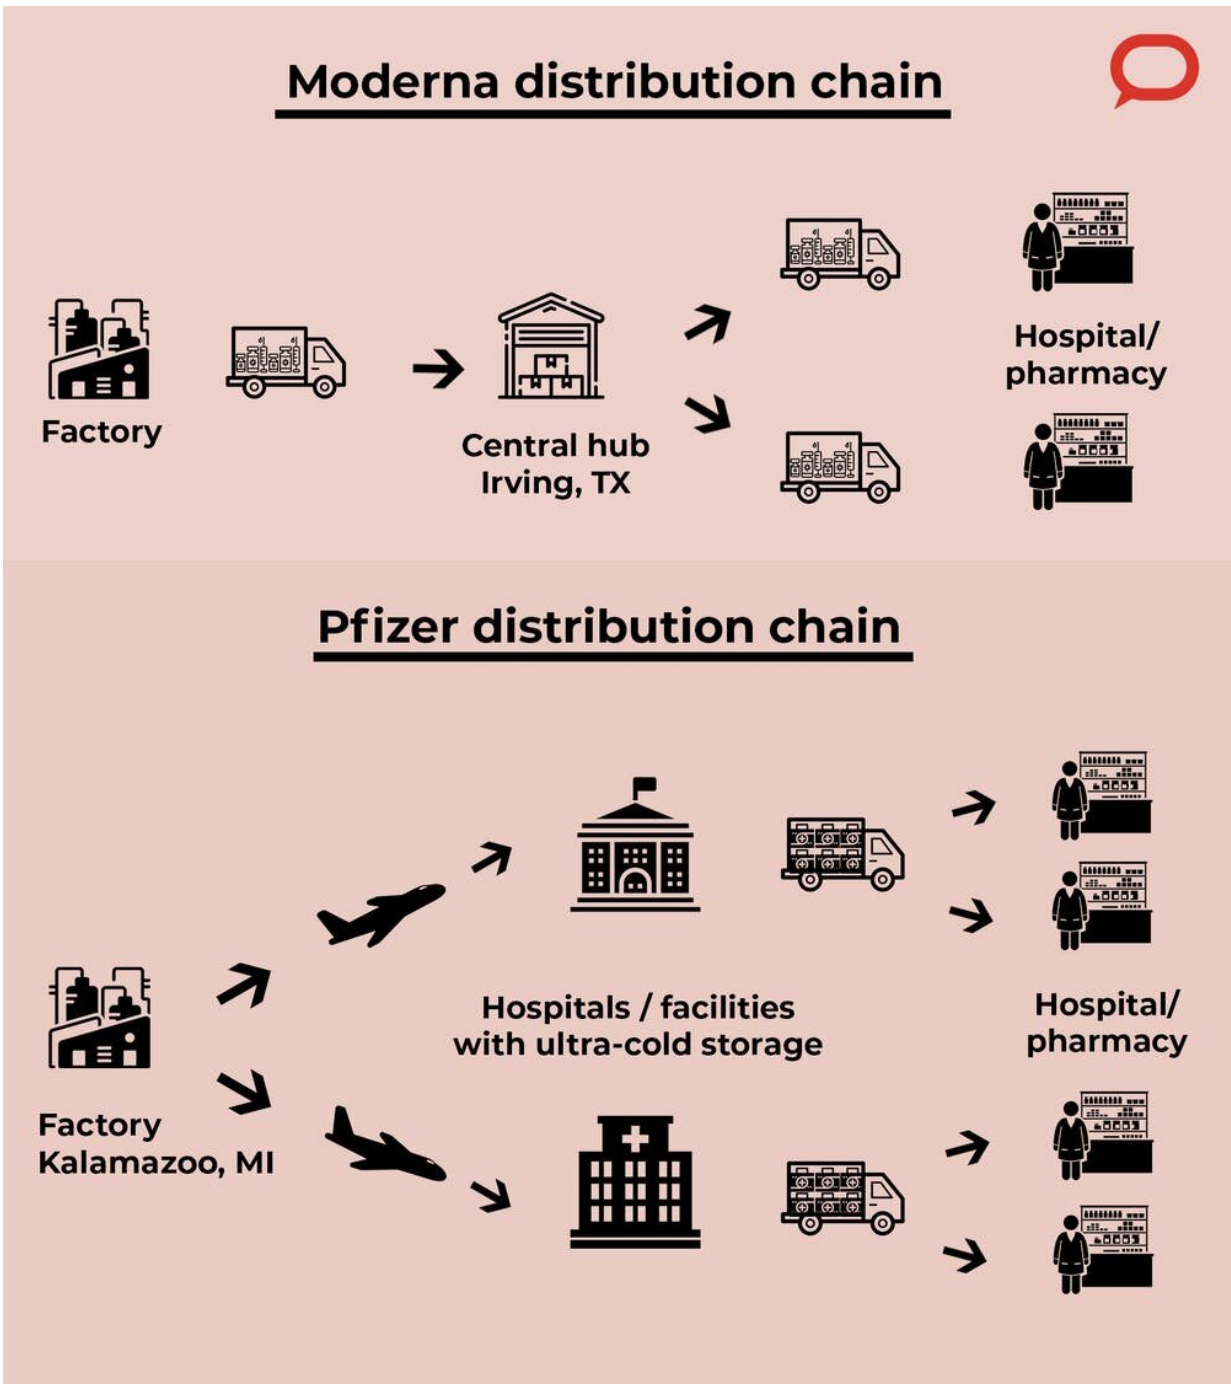 Moderna distribution chain
Factory
Central hub
Irving, TX
Hospital/
pharmacy
Pfizer distribution chain
Factory
Kalamazoo, MI
Hospitals / facilities
with ultra-cold storage
Hospital/
pharmacy